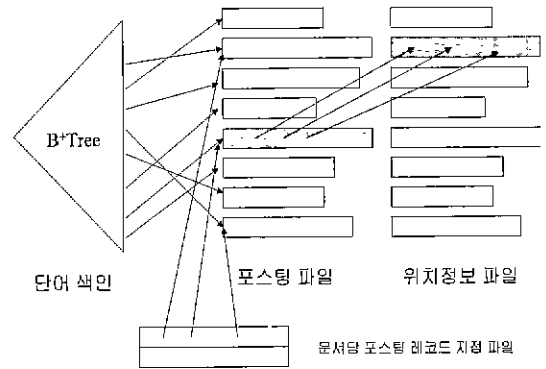 B⁺Tree
단어 색인
포스팅 파일
위치정보 파일
문서당 포스팅 레코드 지정 파일